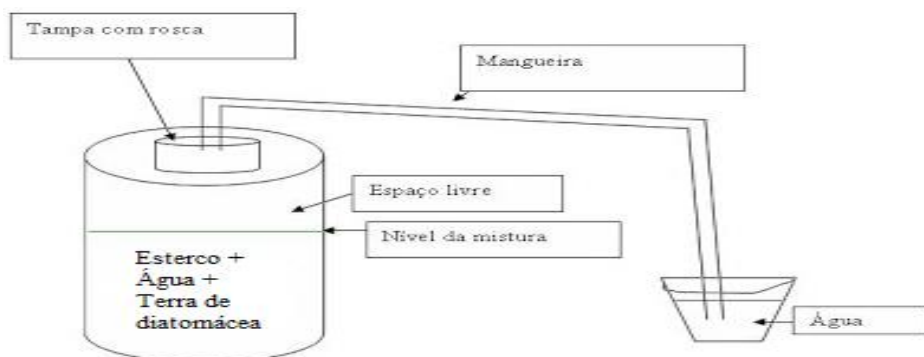 Tampa com rosca
Mangueira
Espaço livre
Nível da mistura
Esterco +
Água +
Terra de
diatomácea
Água